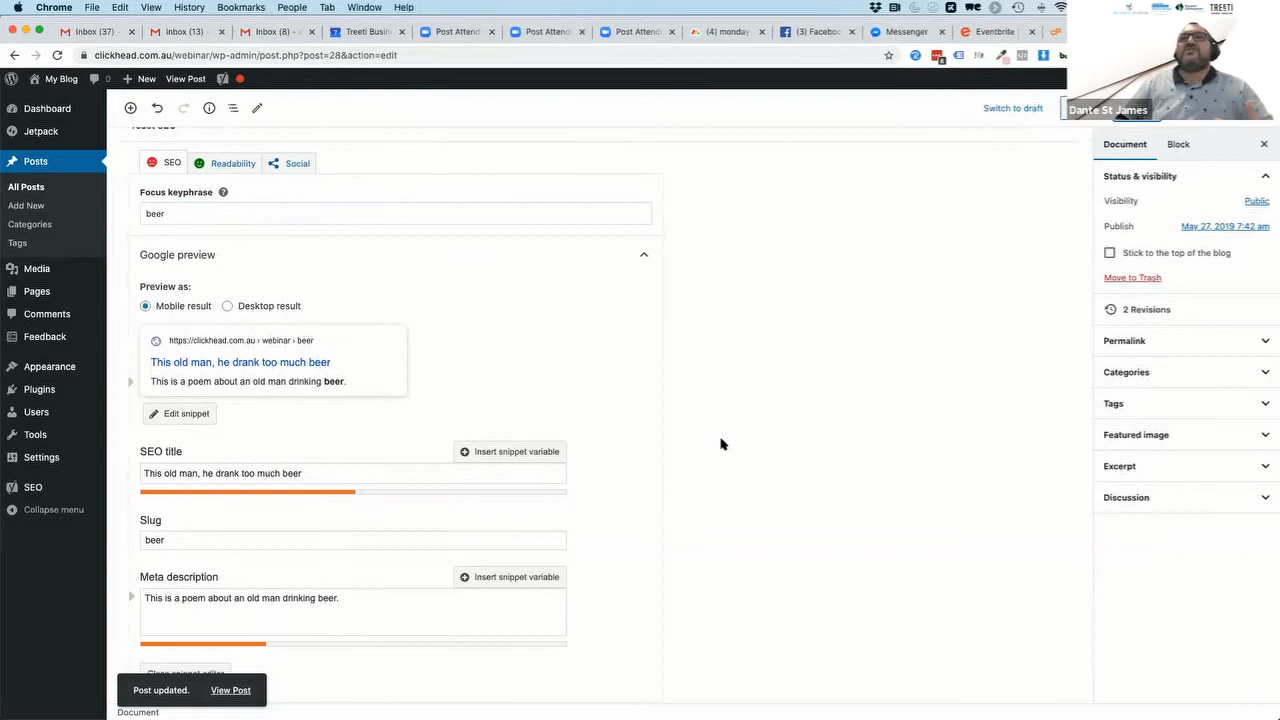 Chrome File Edit View History Bookmarks People Tab Window Help
Inbox (37) Inbox (13) Inbox (8) - c Treeti Busin Post Attend Post Attend Post Attend (4) monday (3) Facebo Messenger Eventbrite
clickhead.com.au/webinar/wp-admin/post.php?post=28&action=edit
My Blog 0 New View Post
TREETI
Dante St James
Dashboard
Jetpack
Posts
All Posts
Add New
Categories
Tags
Media
Pages
Comments
Feedback
Appearance
Plugins
Users
Tools
Settings
SEO
Collapse menu
Switch to draft
SEO Readability Social
Focus keyphrase
beer
Google preview
Preview as:
Mobile result Desktop result
https://clickhead.com.au › webinar › beer
This old man, he drank too much beer
This is a poem about an old man drinking beer.
Edit snippet
SEO title Insert snippet variable
This old man, he drank too much beer
Slug
beer
Meta description Insert snippet variable
This is a poem about an old man drinking beer.
Close snippet editor
Post updated. View Post
Document
Document Block
Status & visibility
Visibility Public
Publish May 27, 2019 7:42 am
Stick to the top of the blog
Move to Trash
2 Revisions
Permalink
Categories
Tags
Featured image
Excerpt
Discussion